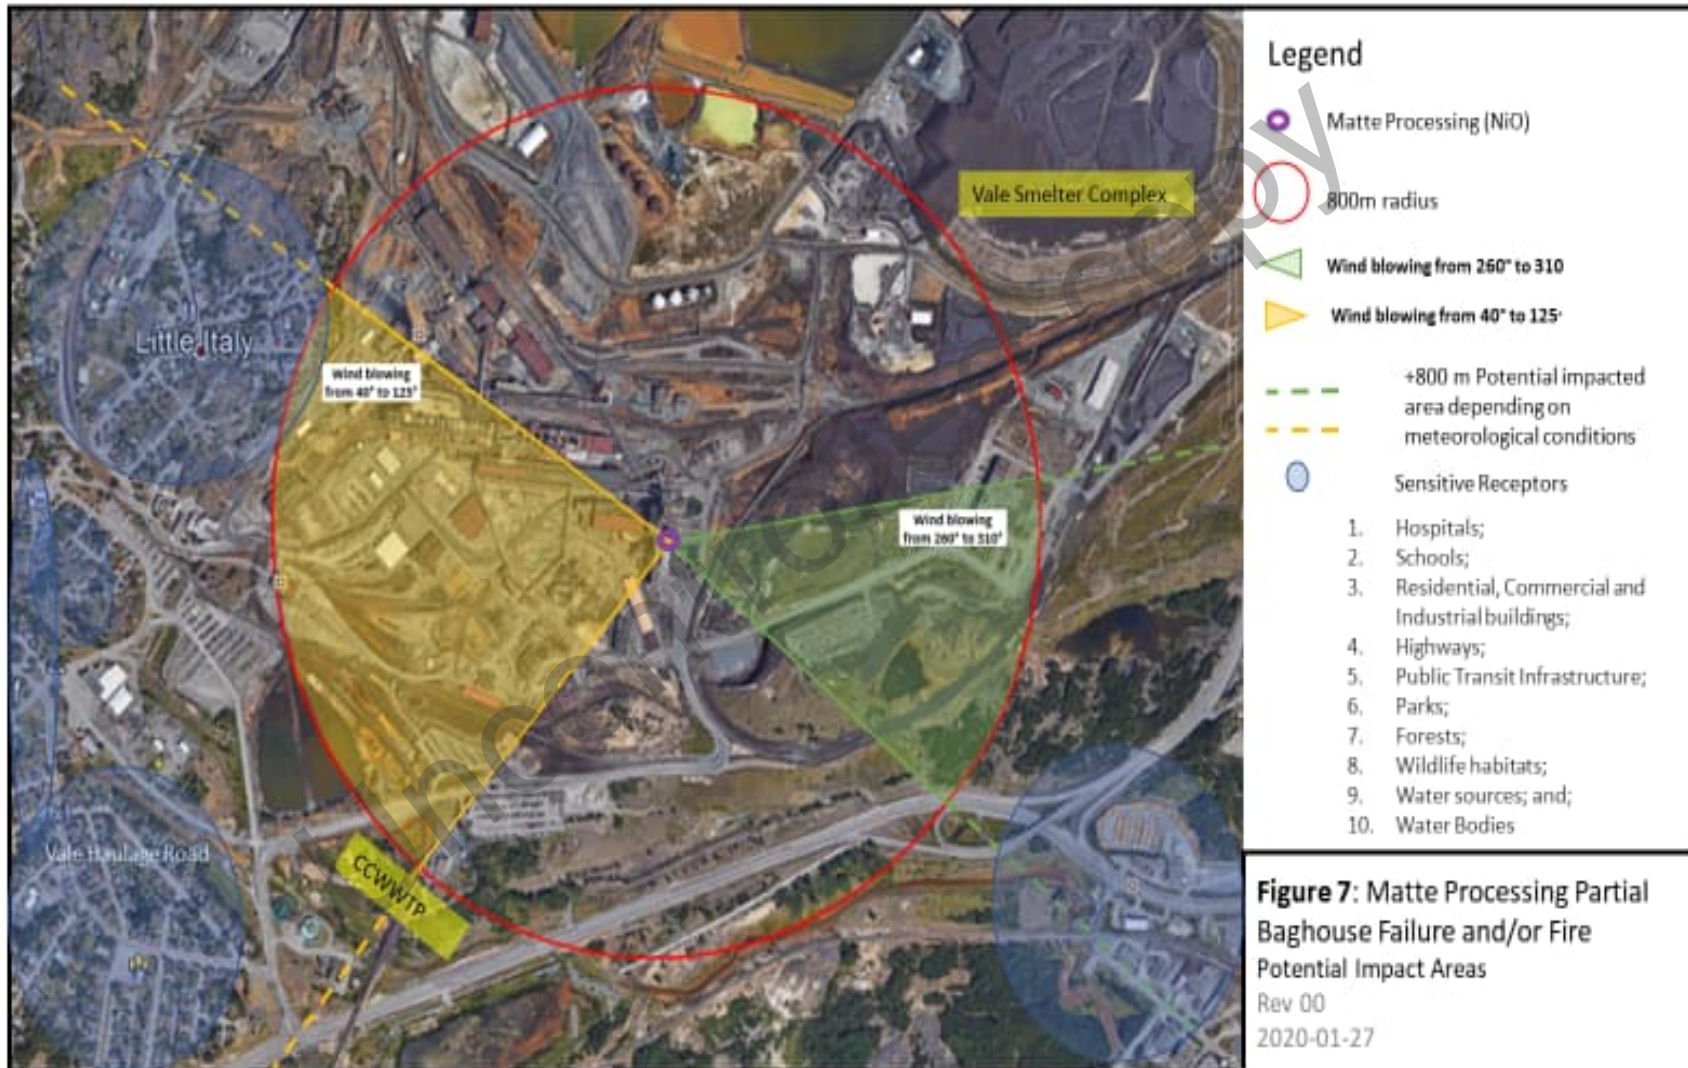 Legend
Matte Processing (NiO)
800m radius
Wind blowing from 260° to 310
Wind blowing from 40° to 125°
+800 m Potential impacted
area depending on
meteorological conditions
Sensitive Receptors
1. Hospitals;
2. Schools;
3. Residential, Commercial and
Industrial buildings;
4. Highways;
5. Public Transit Infrastructure;
6. Parks;
7. Forests;
8. Wildlife habitats;
9. Water sources; and;
10. Water Bodies
Figure 7: Matte Processing Partial
Baghouse Failure and/or Fire
Potential Impact Areas
Rev 00
2020-01-27
Vale Smelter Complex
Little Italy
Wind blowing
from 40° to 125°
Wind blowing
from 260° to 310°
Vale Haulage Road
CCWWTP
Uncontrolled copy